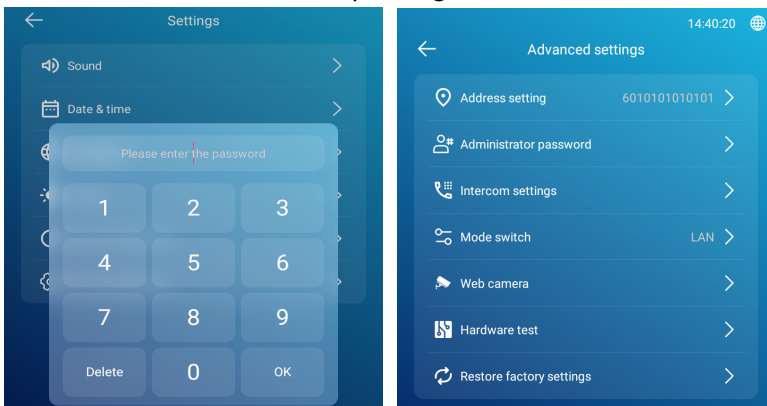 Settings
Sound
Date & time
Please enter the password
1 2 3
4 5 6
7 8 9
Delete 0 OK
14:40:20
Advanced settings
Address setting 6010101010101
Administrator password
Intercom settings
Mode switch LAN
Web camera
Hardware test
Restore factory settings